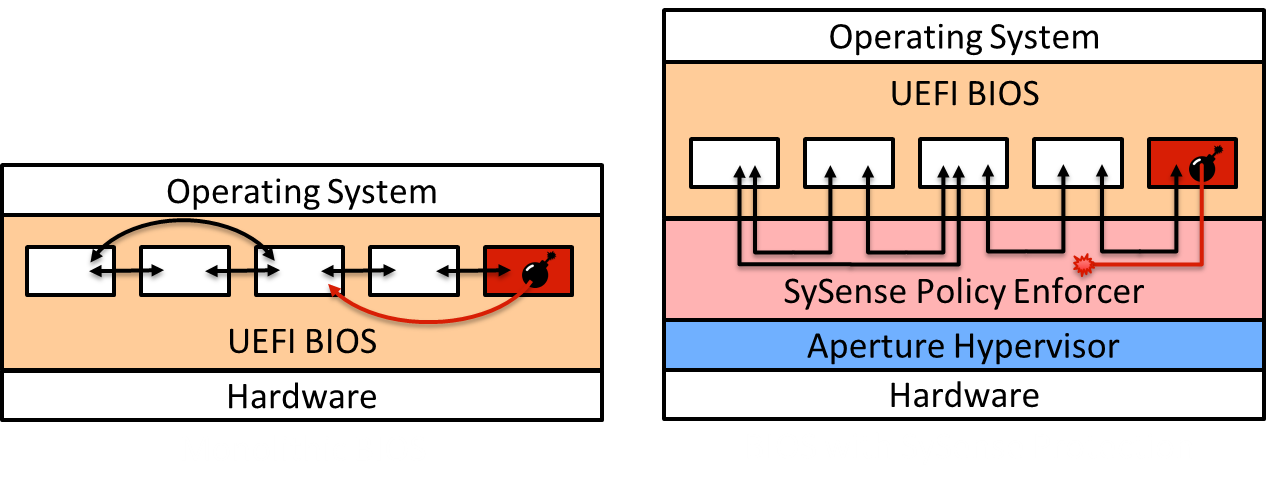 Operating System
UEFI BIOS
Hardware
Operating System
UEFI BIOS
SySense Policy Enforcer
Aperture Hypervisor
Hardware